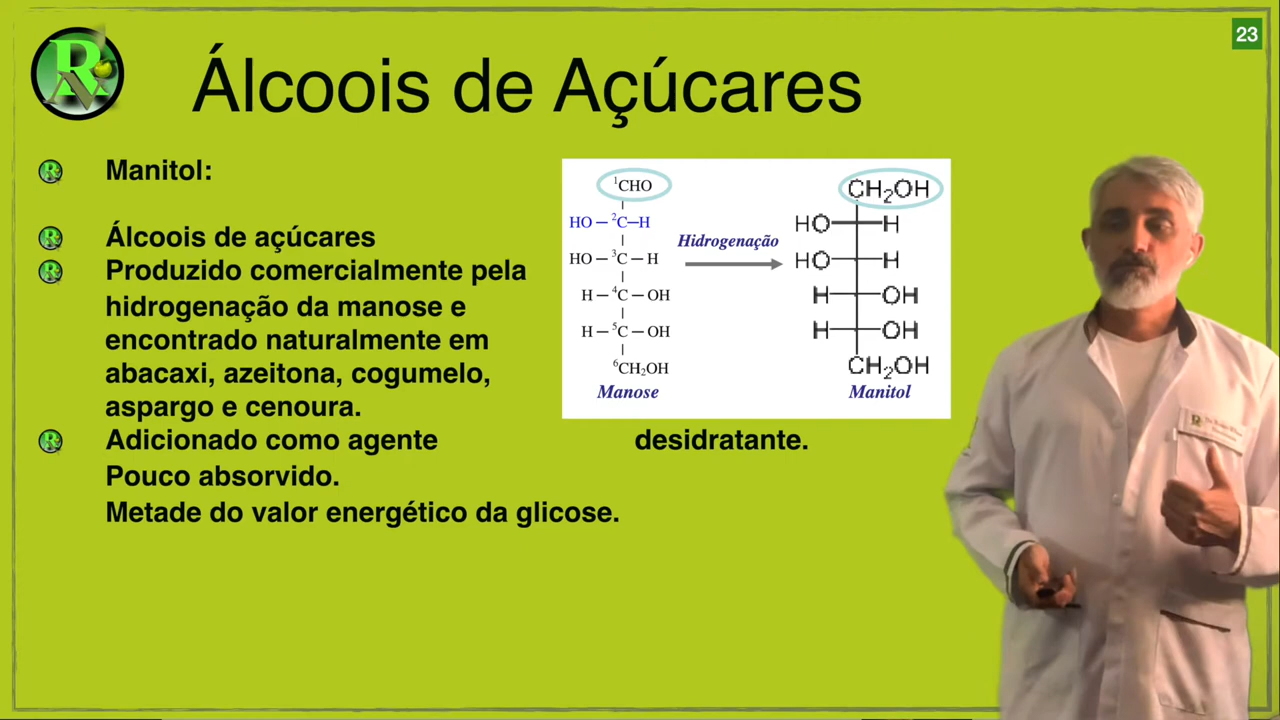 23
Álcoois de Açúcares
Manitol:
Álcoois de açúcares
Produzido comercialmente pela
hidrogenação da manose e
encontrado naturalmente em
abacaxi, azeitona, cogumelo,
aspargo e cenoura.
Adicionado como agente desidratante.
Pouco absorvido.
Metade do valor energético da glicose.
1CHO
HO – 2C – H
HO – 3C – H
H – 4C – OH
H – 5C – OH
6CH2OH
Manose
Hidrogenação
CH2OH
HO H
HO H
H OH
H OH
CH2OH
Manitol